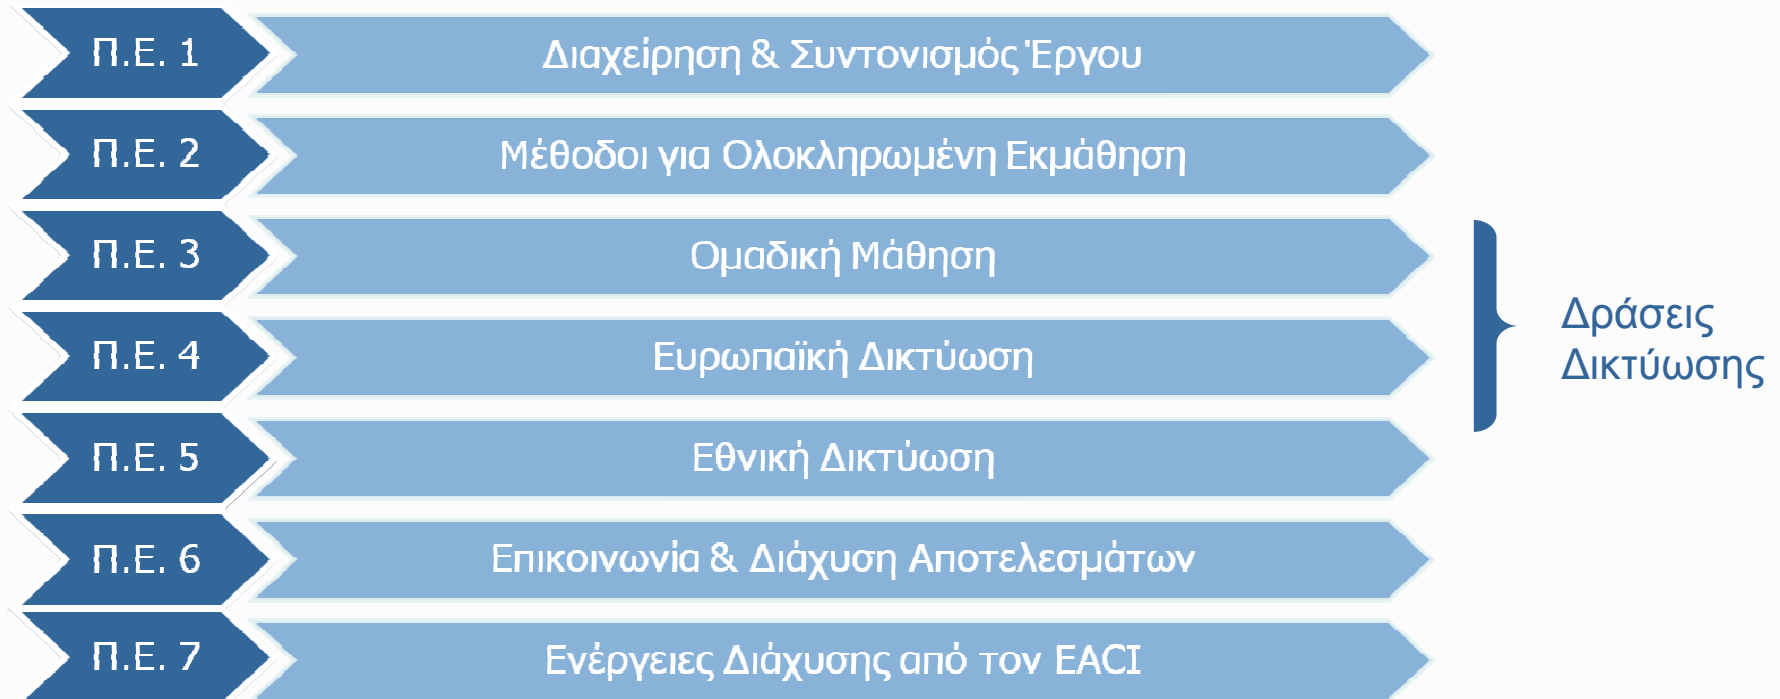 Π.Ε. 1 Διαχείρηση & Συντονισμός Έργου
Π.Ε. 2 Μέθοδοι για Ολοκληρωμένη Εκμάθηση
Π.Ε. 3 Ομαδική Μάθηση
Π.Ε. 4 Ευρωπαϊκή Δικτύωση
Π.Ε. 5 Εθνική Δικτύωση
Π.Ε. 6 Επικοινωνία & Διάχυση Αποτελεσμάτων
Π.Ε. 7 Ενέργειες Διάχυσης από τον EACI
Δράσεις
Δικτύωσης